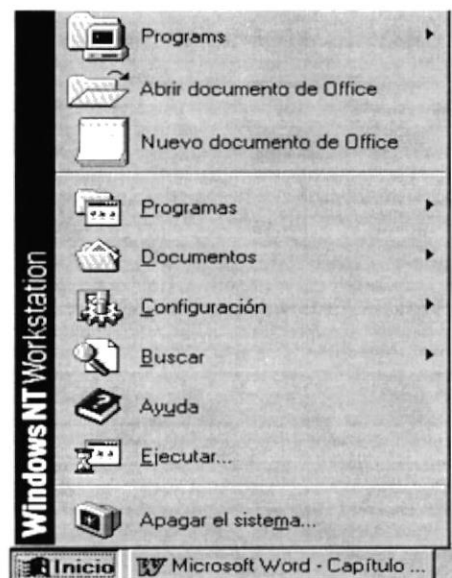 Programs
Abrir documento de Office
Nuevo documento de Office
Programas
Documentos
Configuración
Buscar
Ayuda
Ejecutar...
Apagar el sistema...
Windows NT Workstation
Inicio
Microsoft Word - Capítulo ...